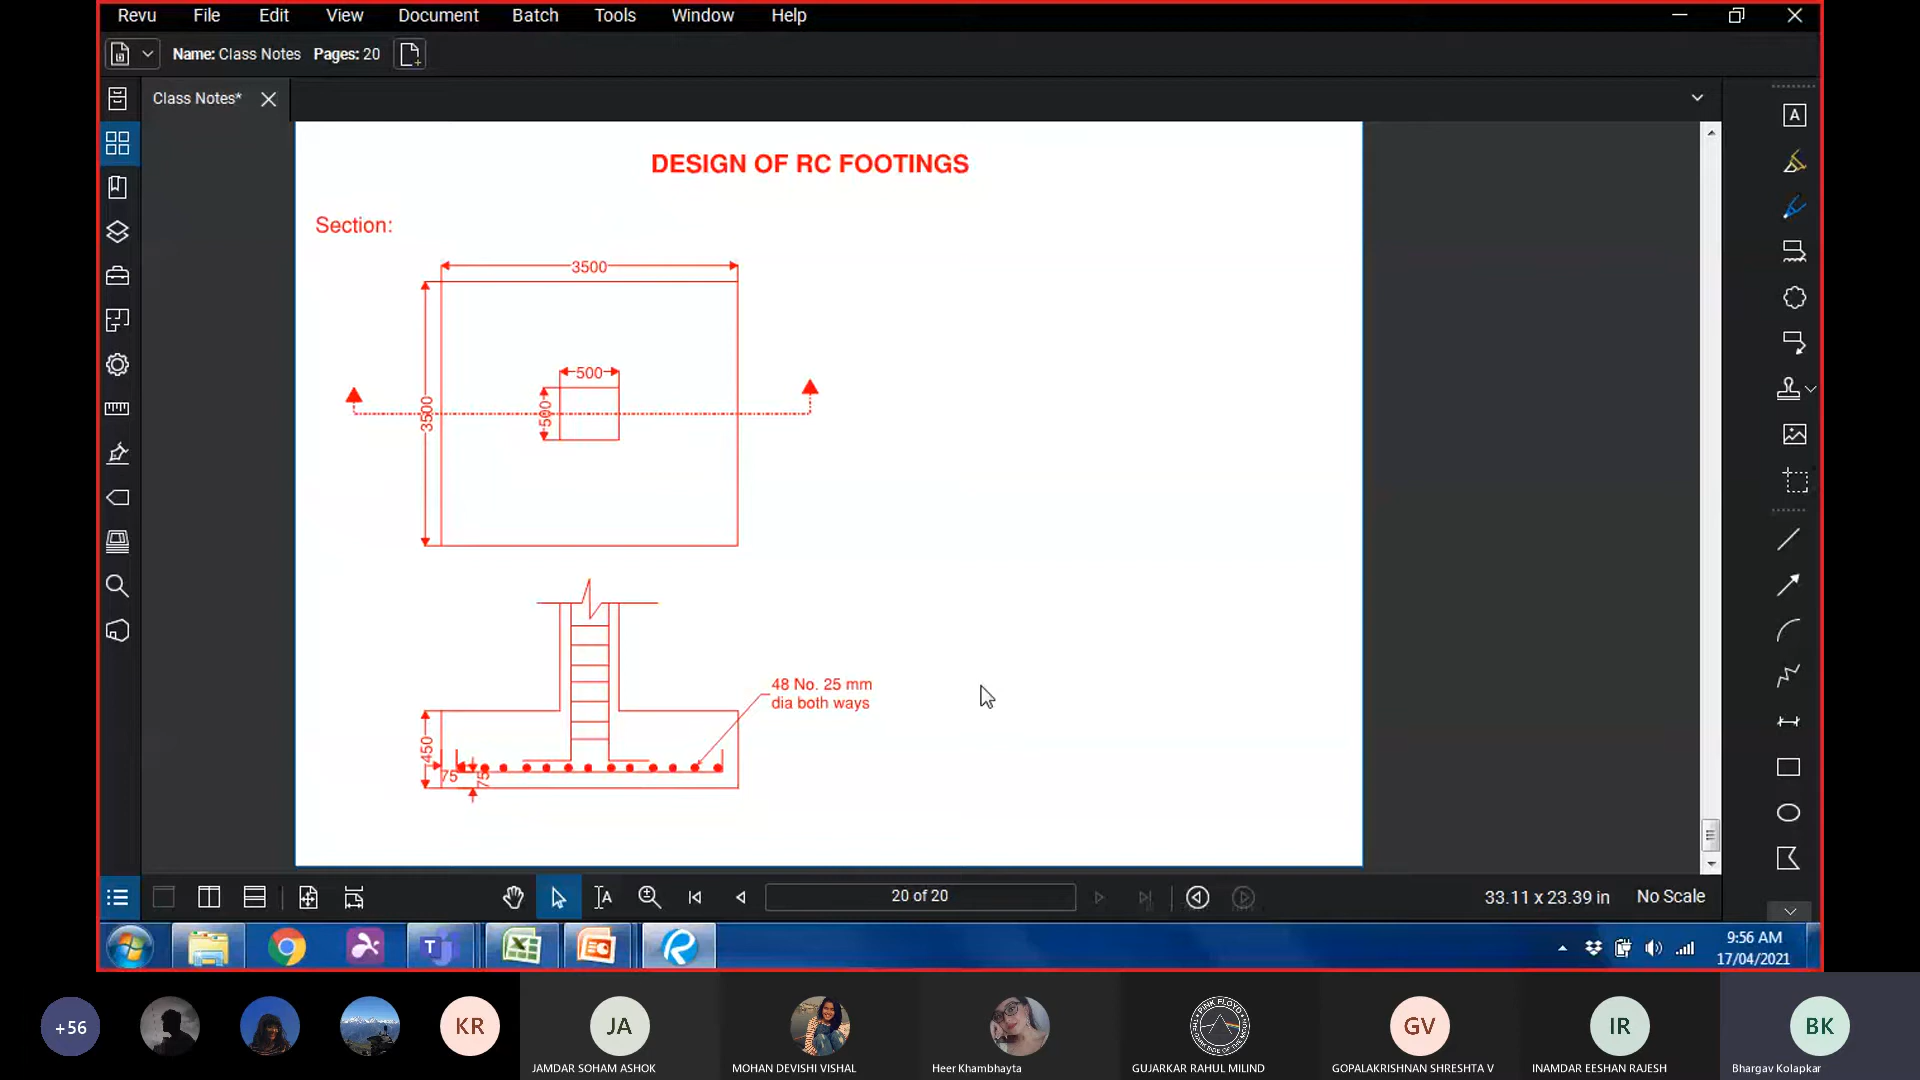 Revu File Edit View Document Batch Tools Window Help
Name: Class Notes Pages: 20
Class Notes*
DESIGN OF RC FOOTINGS
Section:
3500
500
3500
500
48 No. 25 mm
dia both ways
450
75
75
20 of 20
33.11 x 23.39 in No Scale
9:56 AM
17/04/2021
+56
KR
JA
GV
IR
BK
JAMDAR SOHAM ASHOK
MOHAN DEVISHI VISHAL
Heer Khambhayta
GUJARKAR RAHUL MILIND
GOPALAKRISHNAN SHRESHTA V
INAMDAR EESHAN RAJESH
Bhargav Kolapkar